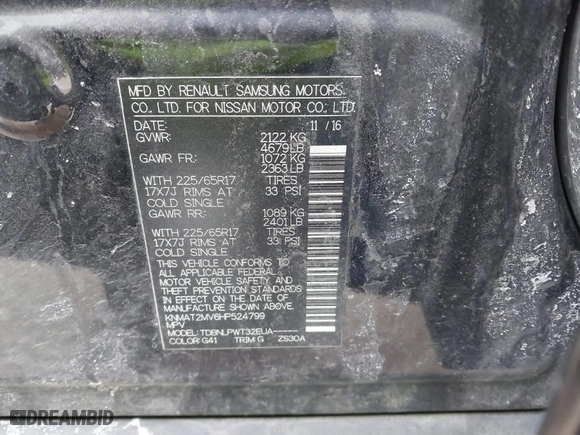 MFD BY RENAULT SAMSUNG MOTORS
CO., LTD. FOR NISSAN MOTOR CO., LTD.
DATE: 11 / 16
GVWR: 2122 KG
4679 LB
GAWR FR: 1072 KG
2363 LB
WITH 225/65R17 TIRES
17X7J RIMS AT 33 PSI
COLD SINGLE
GAWR RR: 1089 KG
2401 LB
WITH 225/65R17 TIRES
17X7J RIMS AT 33 PSI
COLD SINGLE
THIS VEHICLE CONFORMS TO
ALL APPLICABLE FEDERAL
MOTOR VEHICLE SAFETY AND
THEFT PREVENTION STANDARDS
IN EFFECT ON THE DATE OF
MANUFACTURE SHOWN ABOVE.
KNMAT2MV6HP524799
MPV
MODEL: TDBNLPWT32EUA-----
COLOR: G41 TRIM: G ZS30A
DREAMBID